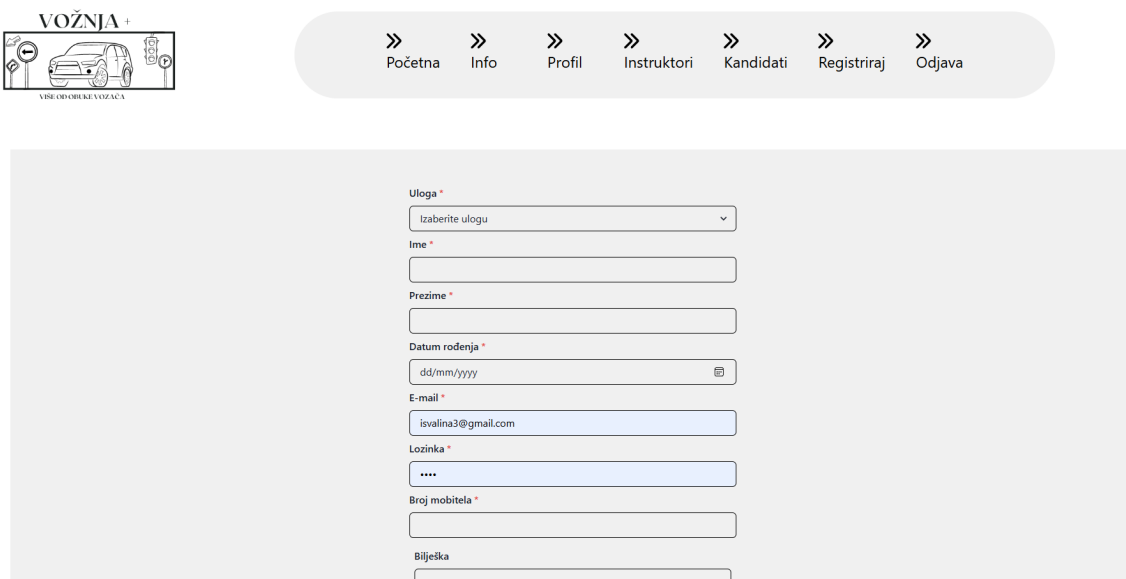 VOŽNJA +
VIŠE OD OBUKE VOZAČA
Početna Info Profil Instruktori Kandidati Registriraj Odjava
Uloga *
Izaberite ulogu
Ime *
Prezime *
Datum rođenja *
dd/mm/yyyy
E-mail *
isvalina3@gmail.com
Lozinka *
••••
Broj mobitela *
Bilješka